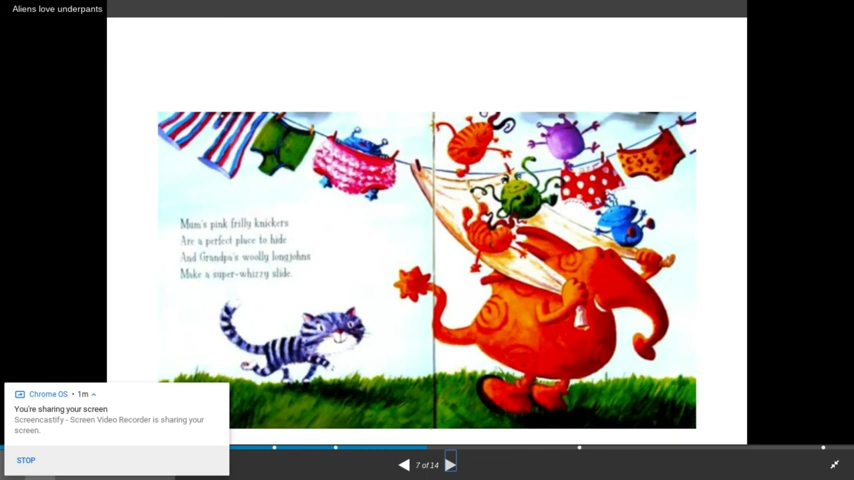 Aliens love underpants
Mum's pink frilly knickers
Are a perfect place to hide
And Grandpa's woolly longjohns
Make a super-whizzy slide.
Chrome OS • 1m
You're sharing your screen
Screencastify - Screen Video Recorder is sharing your
screen.
STOP
7 of 14